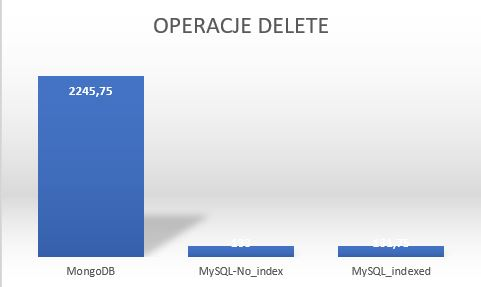 OPERACJE DELETE
2245,75
MongoDB
MySQL-No_index
MySQL_indexed